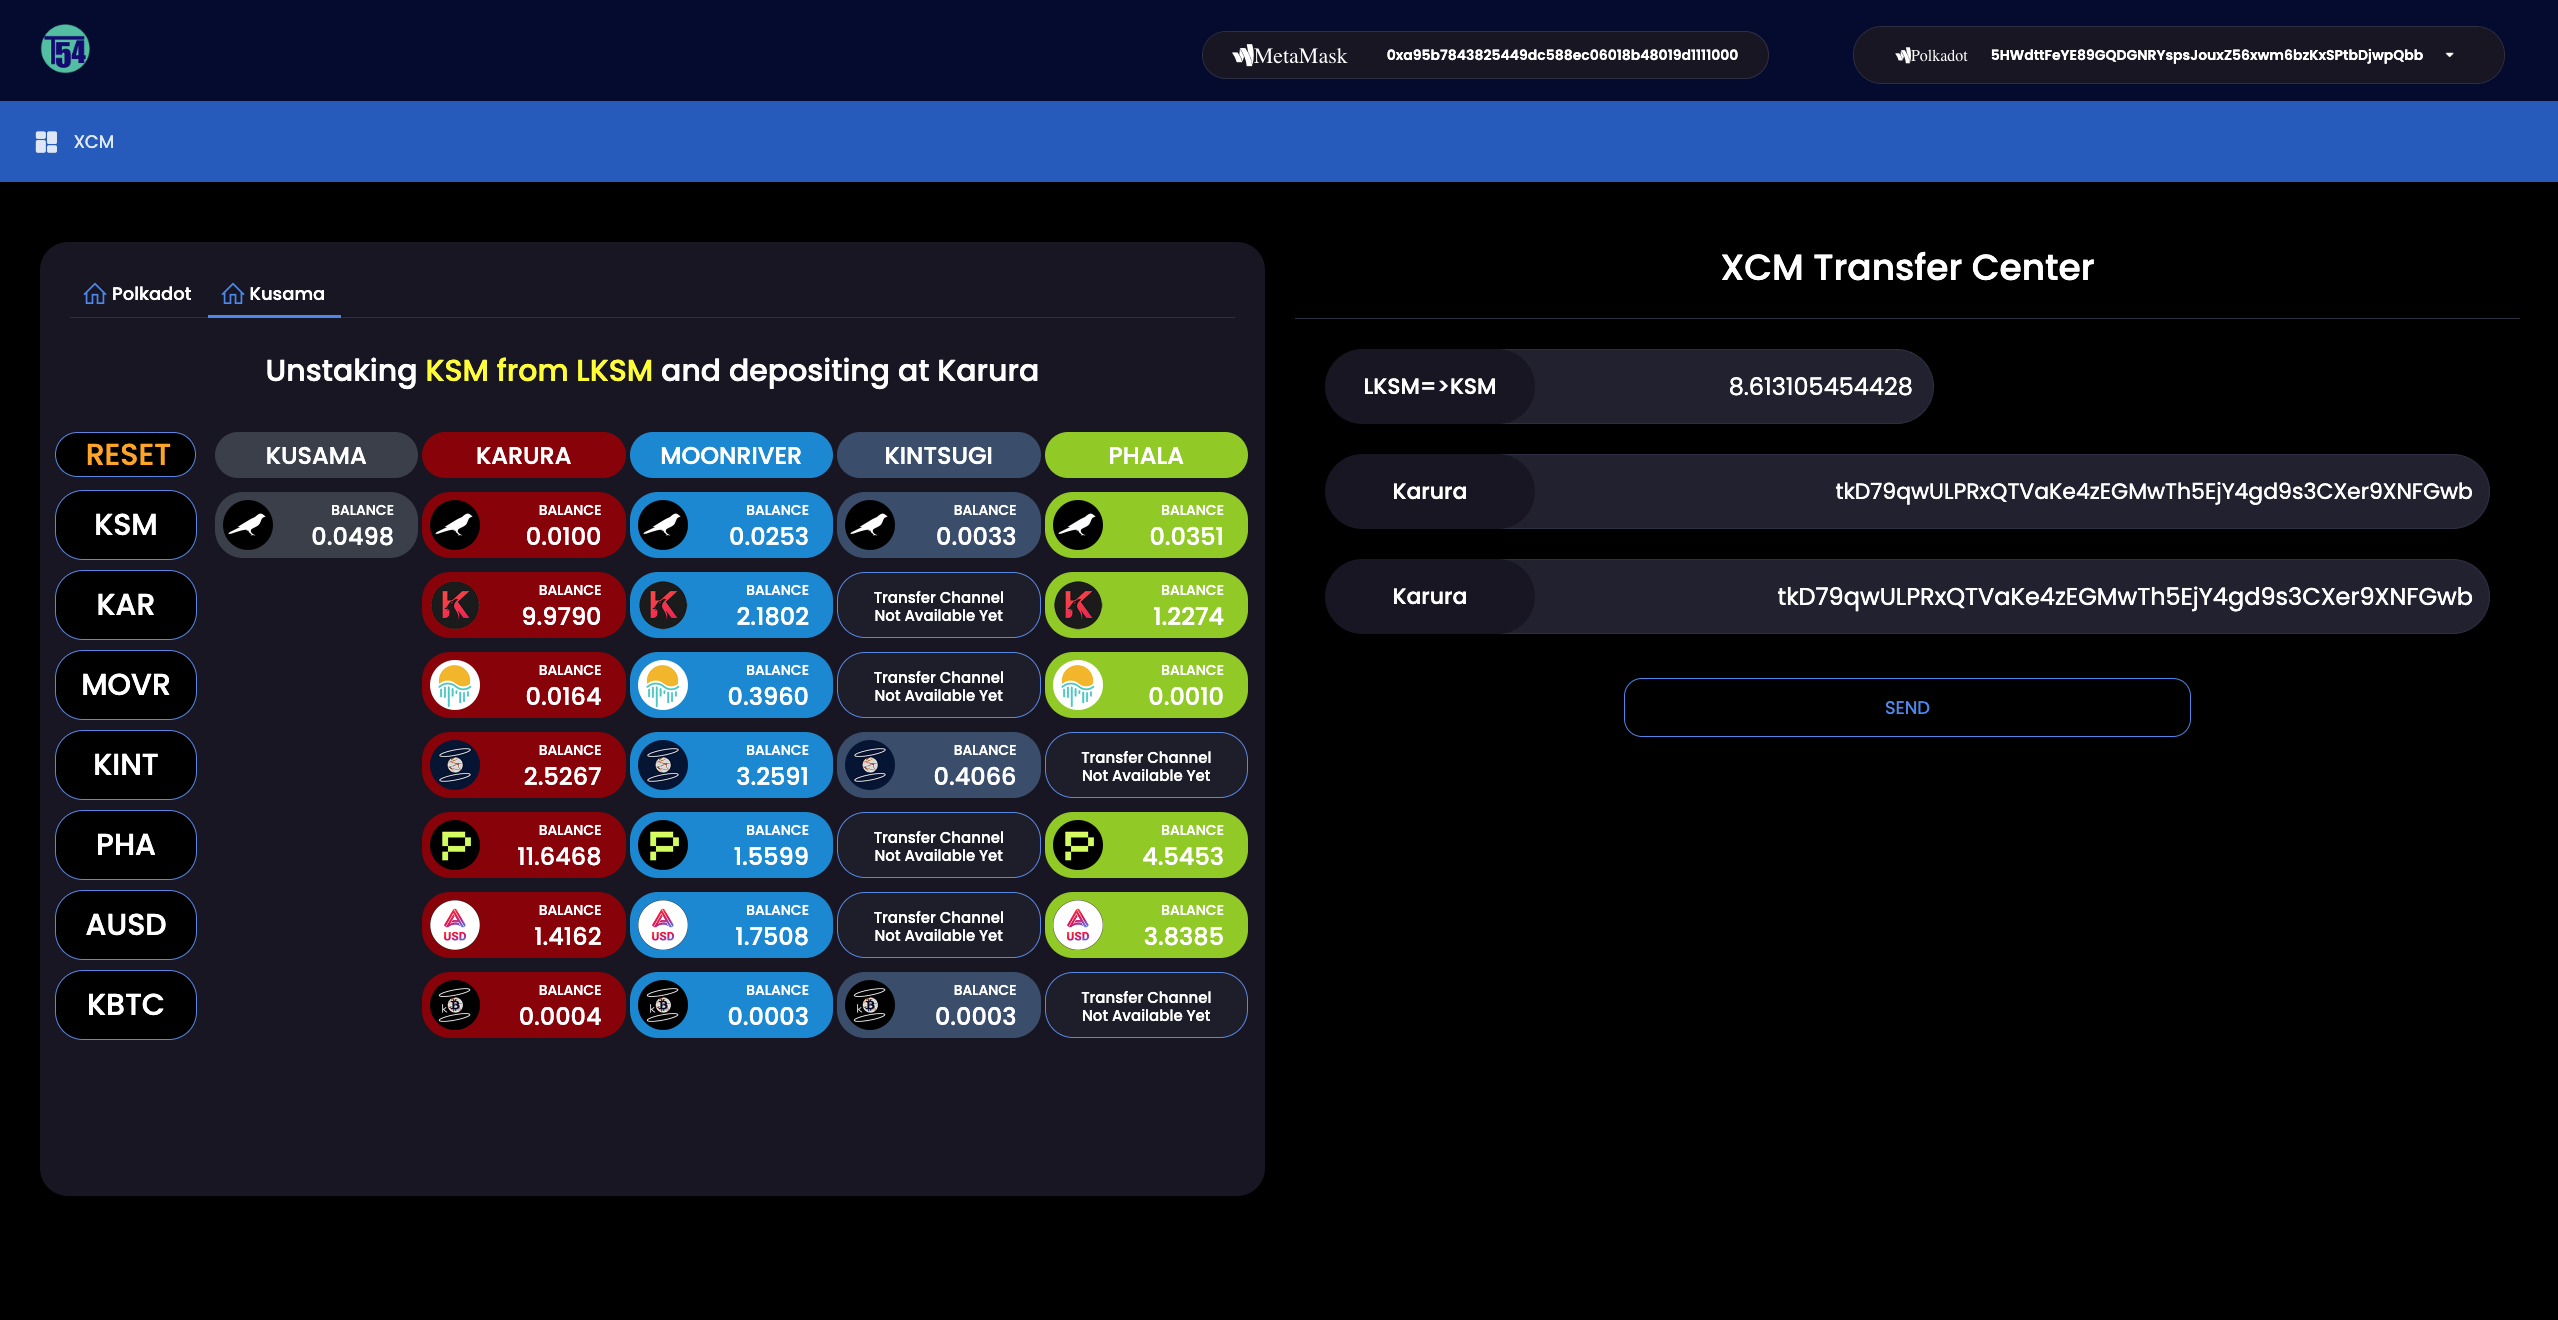 T54
MetaMask 0xa95b7843825449dc588ec06018b48019d1111000
Polkadot 5HWdttFeYE89GQDGNRYspsJouxZ56xwm6bzKxSPtbDjwpQbb
XCM
Polkadot Kusama
Unstaking KSM from LKSM and depositing at Karura
RESET KUSAMA KARURA MOONRIVER KINTSUGI PHALA
KSM
BALANCE BALANCE BALANCE BALANCE BALANCE
0.0498 0.0100 0.0253 0.0033 0.0351
KAR
BALANCE BALANCE Transfer Channel BALANCE
9.9790 2.1802 Not Available Yet 1.2274
MOVR
BALANCE BALANCE Transfer Channel BALANCE
0.0164 0.3960 Not Available Yet 0.0010
KINT
BALANCE BALANCE BALANCE Transfer Channel
2.5267 3.2591 0.4066 Not Available Yet
PHA
BALANCE BALANCE Transfer Channel BALANCE
11.6468 1.5599 Not Available Yet 4.5453
AUSD
BALANCE BALANCE Transfer Channel BALANCE
USD 1.4162 USD 1.7508 Not Available Yet USD 3.8385
KBTC
BALANCE BALANCE BALANCE Transfer Channel
0.0004 0.0003 0.0003 Not Available Yet
XCM Transfer Center
LKSM=>KSM 8.613105454428
Karura tkD79qwULPRxQTVaKe4zEGMwTh5EjY4gd9s3CXer9XNFGwb
Karura tkD79qwULPRxQTVaKe4zEGMwTh5EjY4gd9s3CXer9XNFGwb
SEND